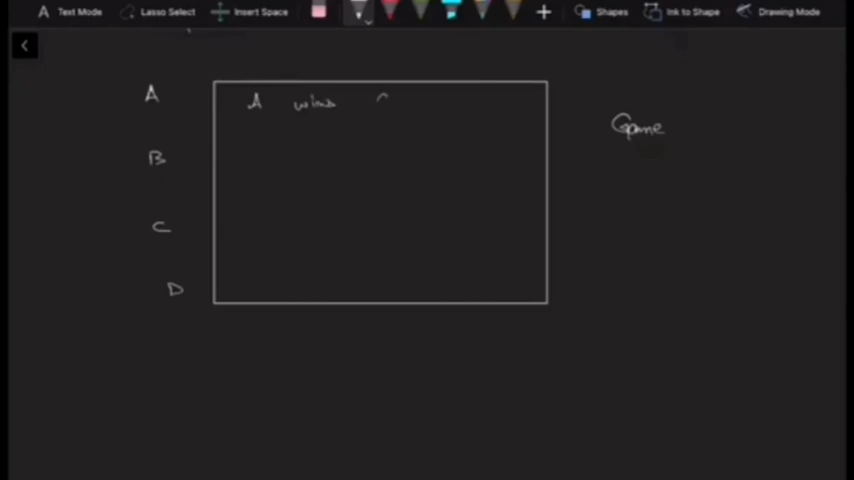 Text Mode Lasso Select Insert Space Shapes Ink to Shape Drawing Mode
A
A wins
Game
B
C
D